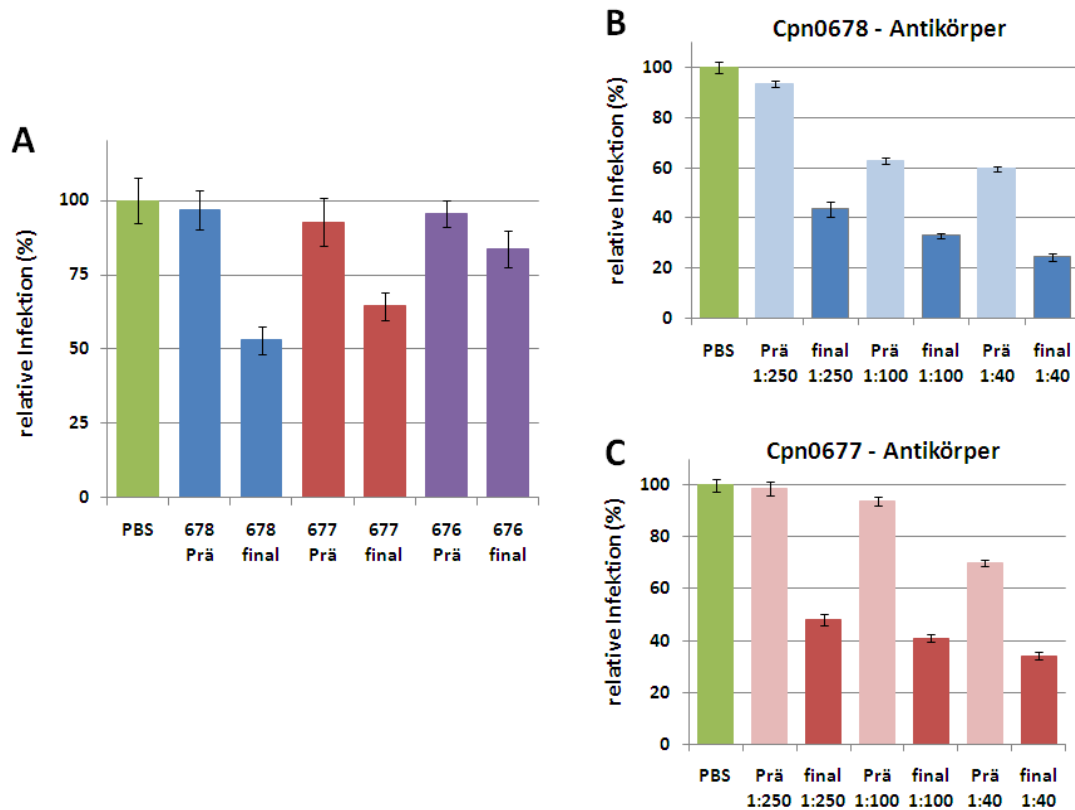 A
relative Infektion (%)
100
75
50
25
0
PBS 678 678 677 677 676 676
Prä final Prä final Prä final
B
Cpn0678 - Antikörper
relative Infektion (%)
100
80
60
40
20
0
PBS Prä final Prä final Prä final
1:250 1:250 1:100 1:100 1:40 1:40
C
Cpn0677 - Antikörper
relative Infektion (%)
100
80
60
40
20
0
PBS Prä final Prä final Prä final
1:250 1:250 1:100 1:100 1:40 1:40